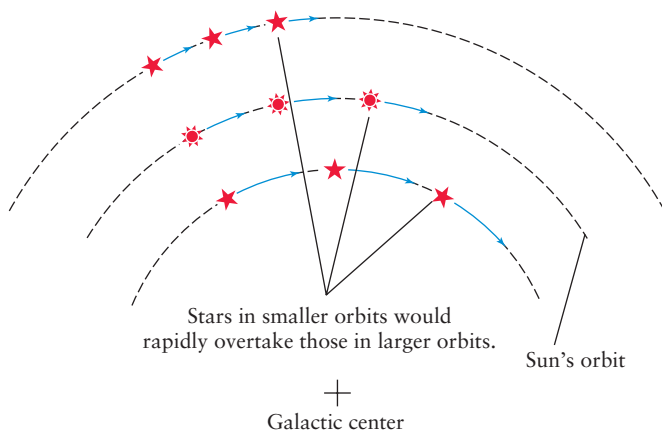 Stars in smaller orbits would
rapidly overtake those in larger orbits.
Sun's orbit
Galactic center